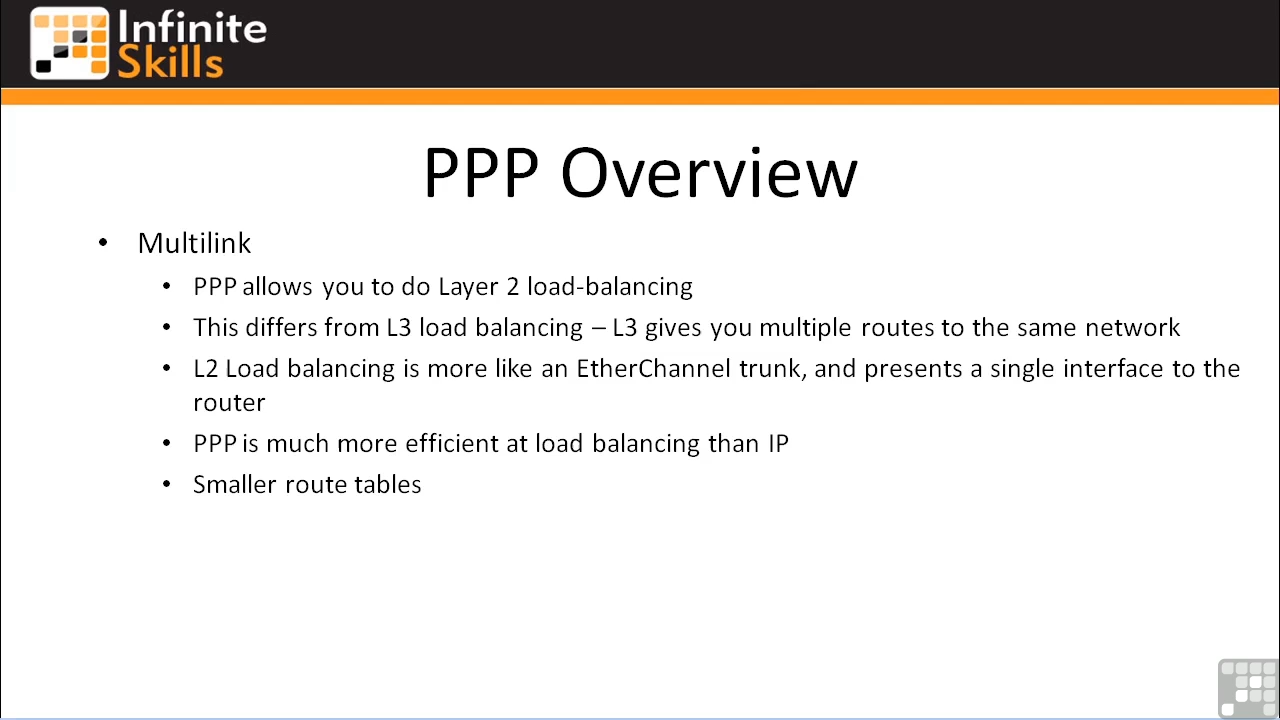 Infinite
Skills
PPP Overview
• Multilink
• PPP allows you to do Layer 2 load-balancing
• This differs from L3 load balancing – L3 gives you multiple routes to the same network
• L2 Load balancing is more like an EtherChannel trunk, and presents a single interface to the
router
• PPP is much more efficient at load balancing than IP
• Smaller route tables